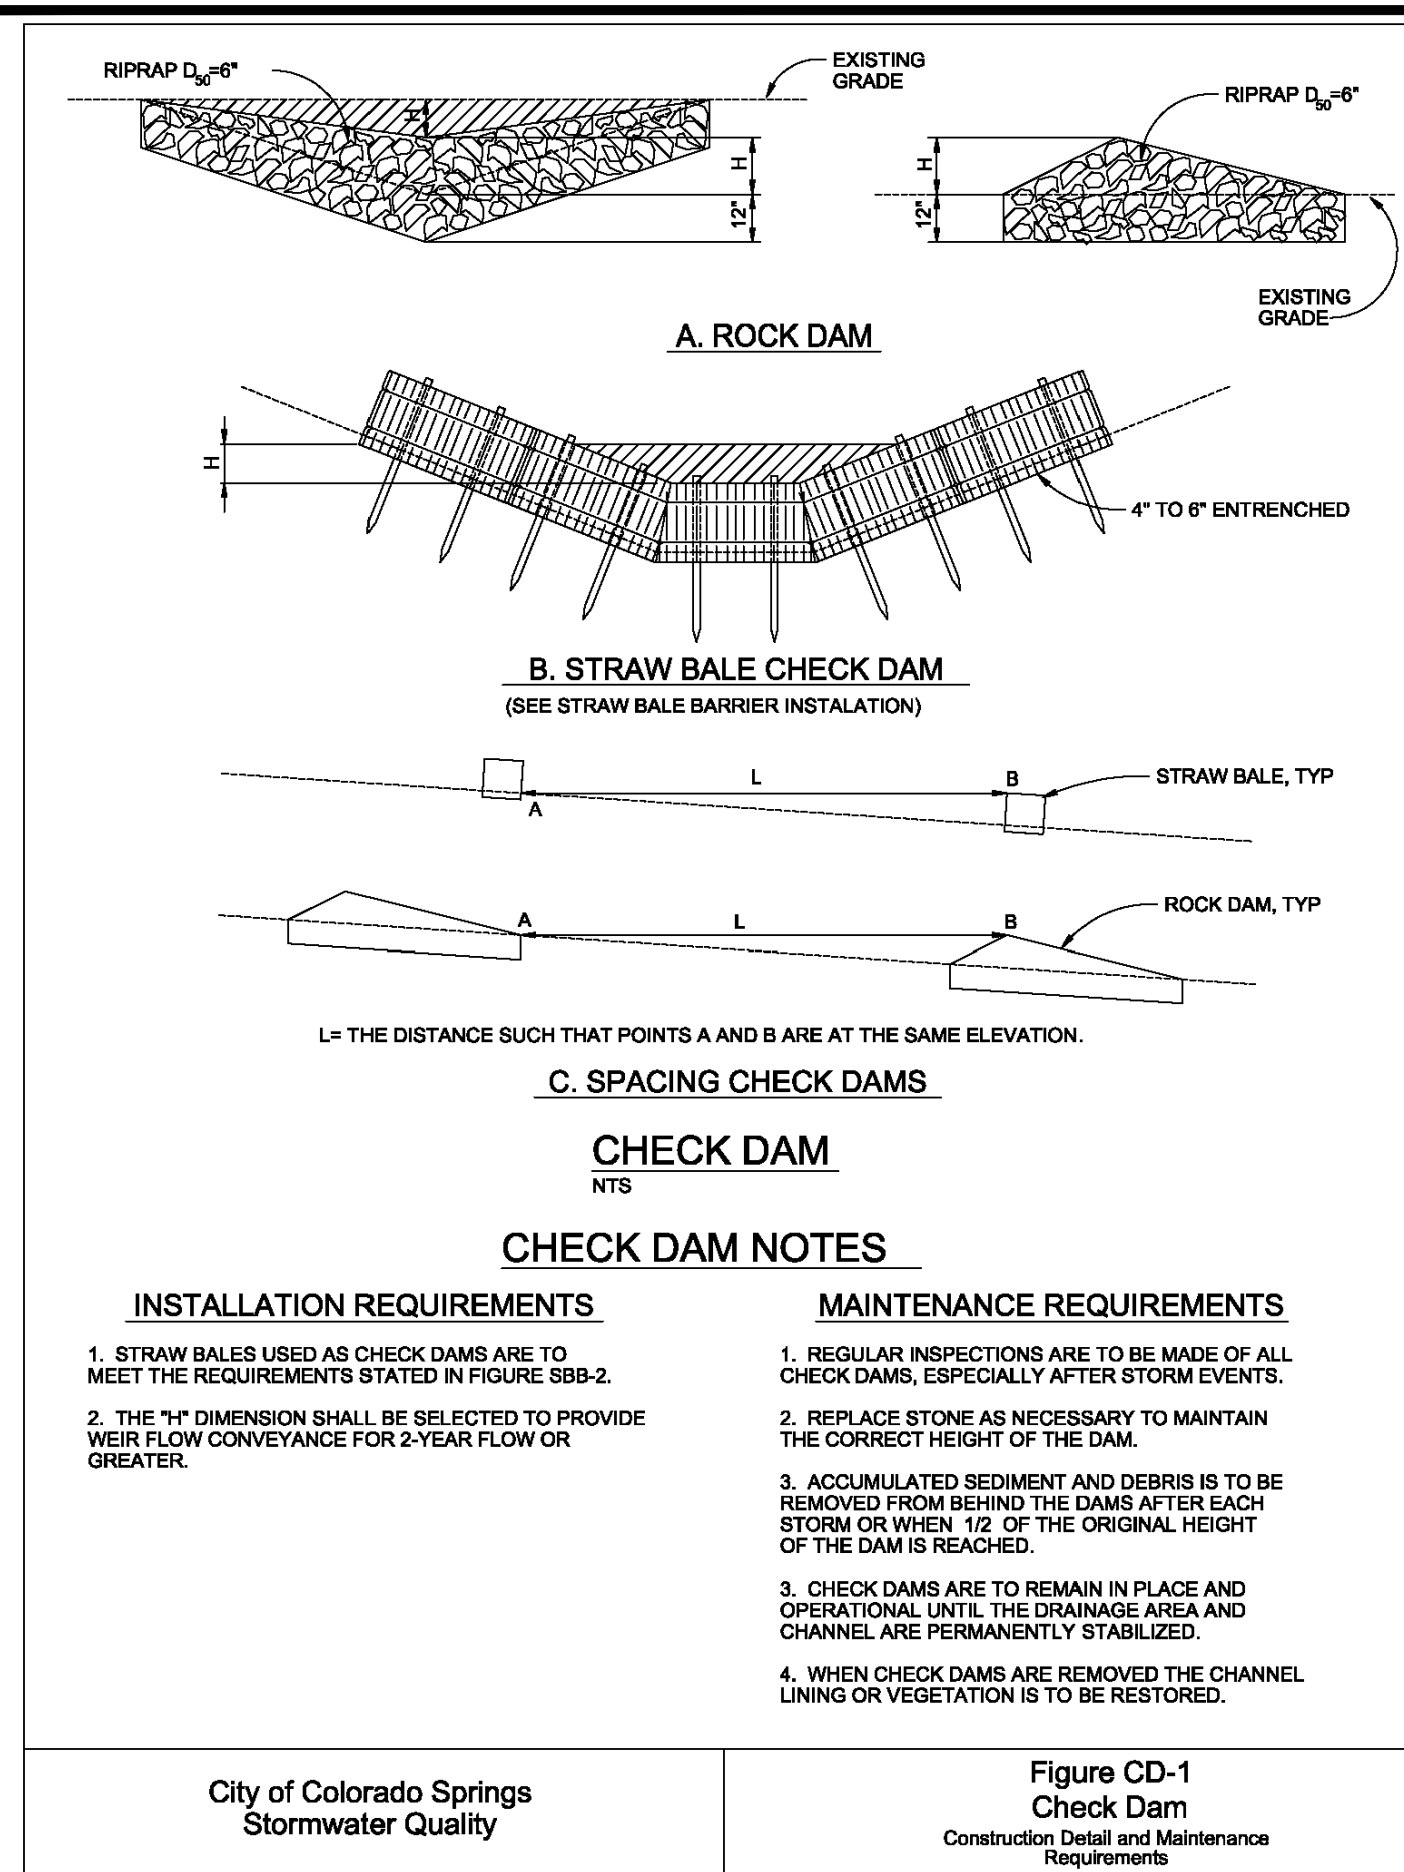 RIPRAP D50=6"
EXISTING
GRADE
H
H
12"
RIPRAP D50=6"
H
12"
EXISTING
GRADE
A. ROCK DAM
H
4" TO 6" ENTRENCHED
B. STRAW BALE CHECK DAM
(SEE STRAW BALE BARRIER INSTALATION)
L
B
STRAW BALE, TYP
A
A
L
B
ROCK DAM, TYP
L= THE DISTANCE SUCH THAT POINTS A AND B ARE AT THE SAME ELEVATION.
C. SPACING CHECK DAMS
CHECK DAM
NTS
CHECK DAM NOTES
INSTALLATION REQUIREMENTS
1. STRAW BALES USED AS CHECK DAMS ARE TO
MEET THE REQUIREMENTS STATED IN FIGURE SBB-2.
2. THE "H" DIMENSION SHALL BE SELECTED TO PROVIDE
WEIR FLOW CONVEYANCE FOR 2-YEAR FLOW OR
GREATER.
MAINTENANCE REQUIREMENTS
1. REGULAR INSPECTIONS ARE TO BE MADE OF ALL
CHECK DAMS, ESPECIALLY AFTER STORM EVENTS.
2. REPLACE STONE AS NECESSARY TO MAINTAIN
THE CORRECT HEIGHT OF THE DAM.
3. ACCUMULATED SEDIMENT AND DEBRIS IS TO BE
REMOVED FROM BEHIND THE DAMS AFTER EACH
STORM OR WHEN 1/2 OF THE ORIGINAL HEIGHT
OF THE DAM IS REACHED.
3. CHECK DAMS ARE TO REMAIN IN PLACE AND
OPERATIONAL UNTIL THE DRAINAGE AREA AND
CHANNEL ARE PERMANENTLY STABILIZED.
4. WHEN CHECK DAMS ARE REMOVED THE CHANNEL
LINING OR VEGETATION IS TO BE RESTORED.
City of Colorado Springs
Stormwater Quality
Figure CD-1
Check Dam
Construction Detail and Maintenance
Requirements